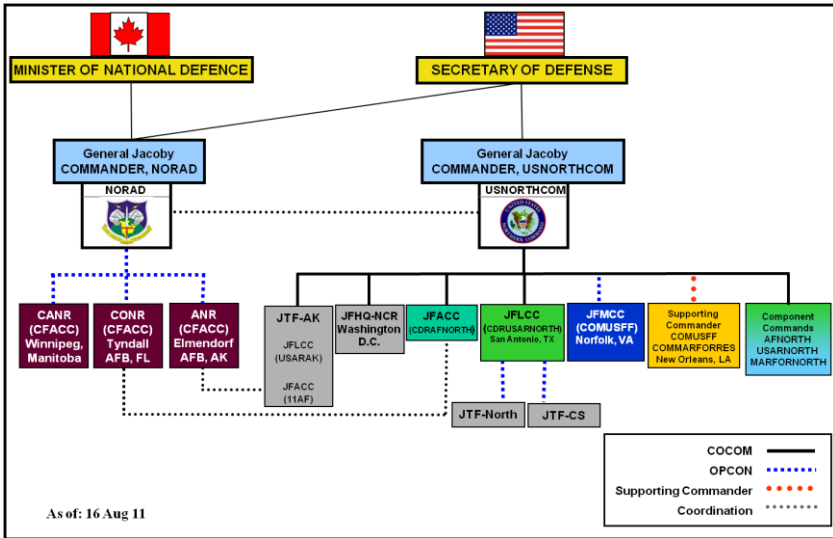 MINISTER OF NATIONAL DEFENCE
SECRETARY OF DEFENSE
General Jacoby
COMMANDER, NORAD
General Jacoby
COMMANDER, USNORTHCOM
NORAD
USNORTHCOM
CANR
(CFACC)
Winnipeg,
Manitoba
CONR
(CFACC)
Tyndall
AFB, FL
ANR
(CFACC)
Elmendorf
AFB, AK
JTF-AK
JFLCC
(USARAK)
JFACC
(11AF)
JFHQ-NCR
Washington
D.C.
JFACC
(CDRAFNORTH)
JFLCC
(CDRUSARNORTH)
San Antonio, TX
JFMCC
(COMUSFF)
Norfolk, VA
Supporting
Commander
COMUSFF
COMMARFORRES
New Orleans, LA
Component
Commands
AFNORTH
USARNORTH
MARFORNORTH
JTF-North
JTF-CS
COCOM
OPCON
Supporting Commander
Coordination
As of: 16 Aug 11